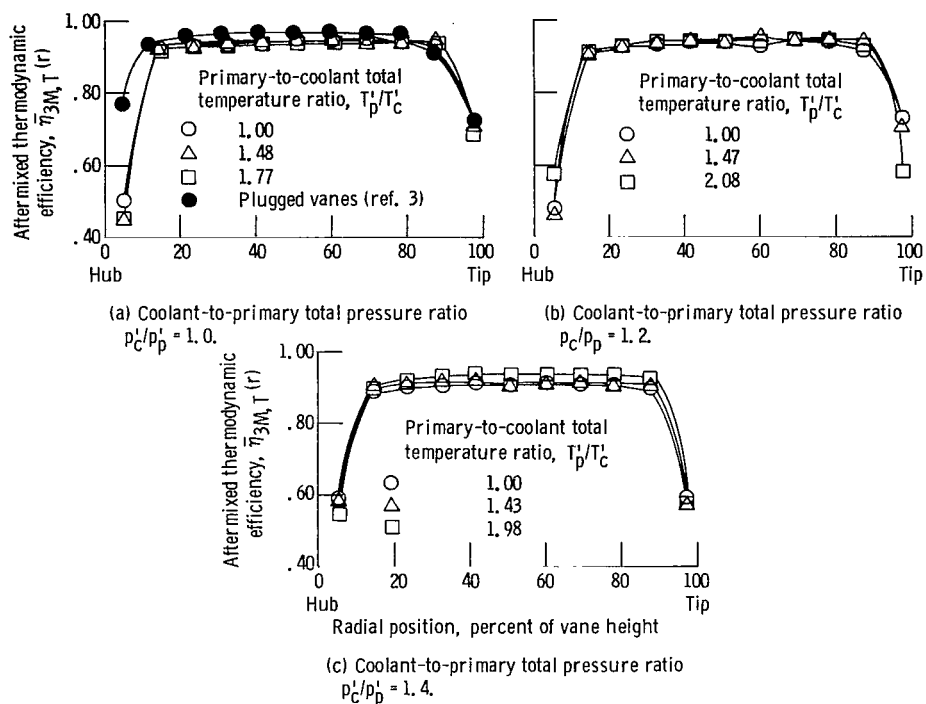 Aftermixed thermodynamic
efficiency, η̄3M, T (r)
1.00
.80
.60
.40
Primary-to-coolant total
temperature ratio, T'p/T'c
1.00
1.48
1.77
Plugged vanes (ref. 3)
0
20
40
60
80
100
Hub
Tip
(a) Coolant-to-primary total pressure ratio
p'c/p'p = 1.0.
Primary-to-coolant total
temperature ratio, T'p/T'c
1.00
1.47
2.08
0
20
40
60
80
100
Hub
Tip
(b) Coolant-to-primary total pressure ratio
pc/pp = 1.2.
Aftermixed thermodynamic
efficiency, η̄3M, T (r)
1.00
.80
.60
.40
Primary-to-coolant total
temperature ratio, T'p/T'c
1.00
1.43
1.98
0
20
40
60
80
100
Hub
Tip
Radial position, percent of vane height
(c) Coolant-to-primary total pressure ratio
p'c/p'p = 1.4.